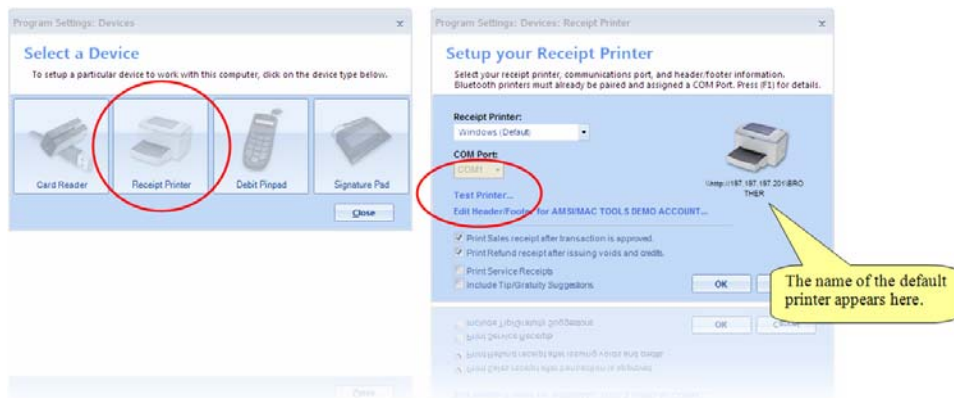 Program Settings: Devices
Select a Device
To setup a particular device to work with this computer, click on the device type below.
Card Reader
Receipt Printer
Debit Pinpad
Signature Pad
Close
Program Settings: Devices: Receipt Printer
Setup your Receipt Printer
Select your receipt printer, communications port, and header/footer information.
Bluetooth printers must already be paired and assigned a COM Port. Press (F1) for details.
Receipt Printer:
Windows (Default)
COM Port:
COM1
Test Printer...
Edit Header/Footer for AMSI/MAC TOOLS DEMO ACCOUNT...
Print Sales receipt after transaction is approved.
Print Refund receipt after issuing voids and credits.
Print Service Receipts
Include Tip/Gratuity Suggestions
OK
The name of the default
printer appears here.